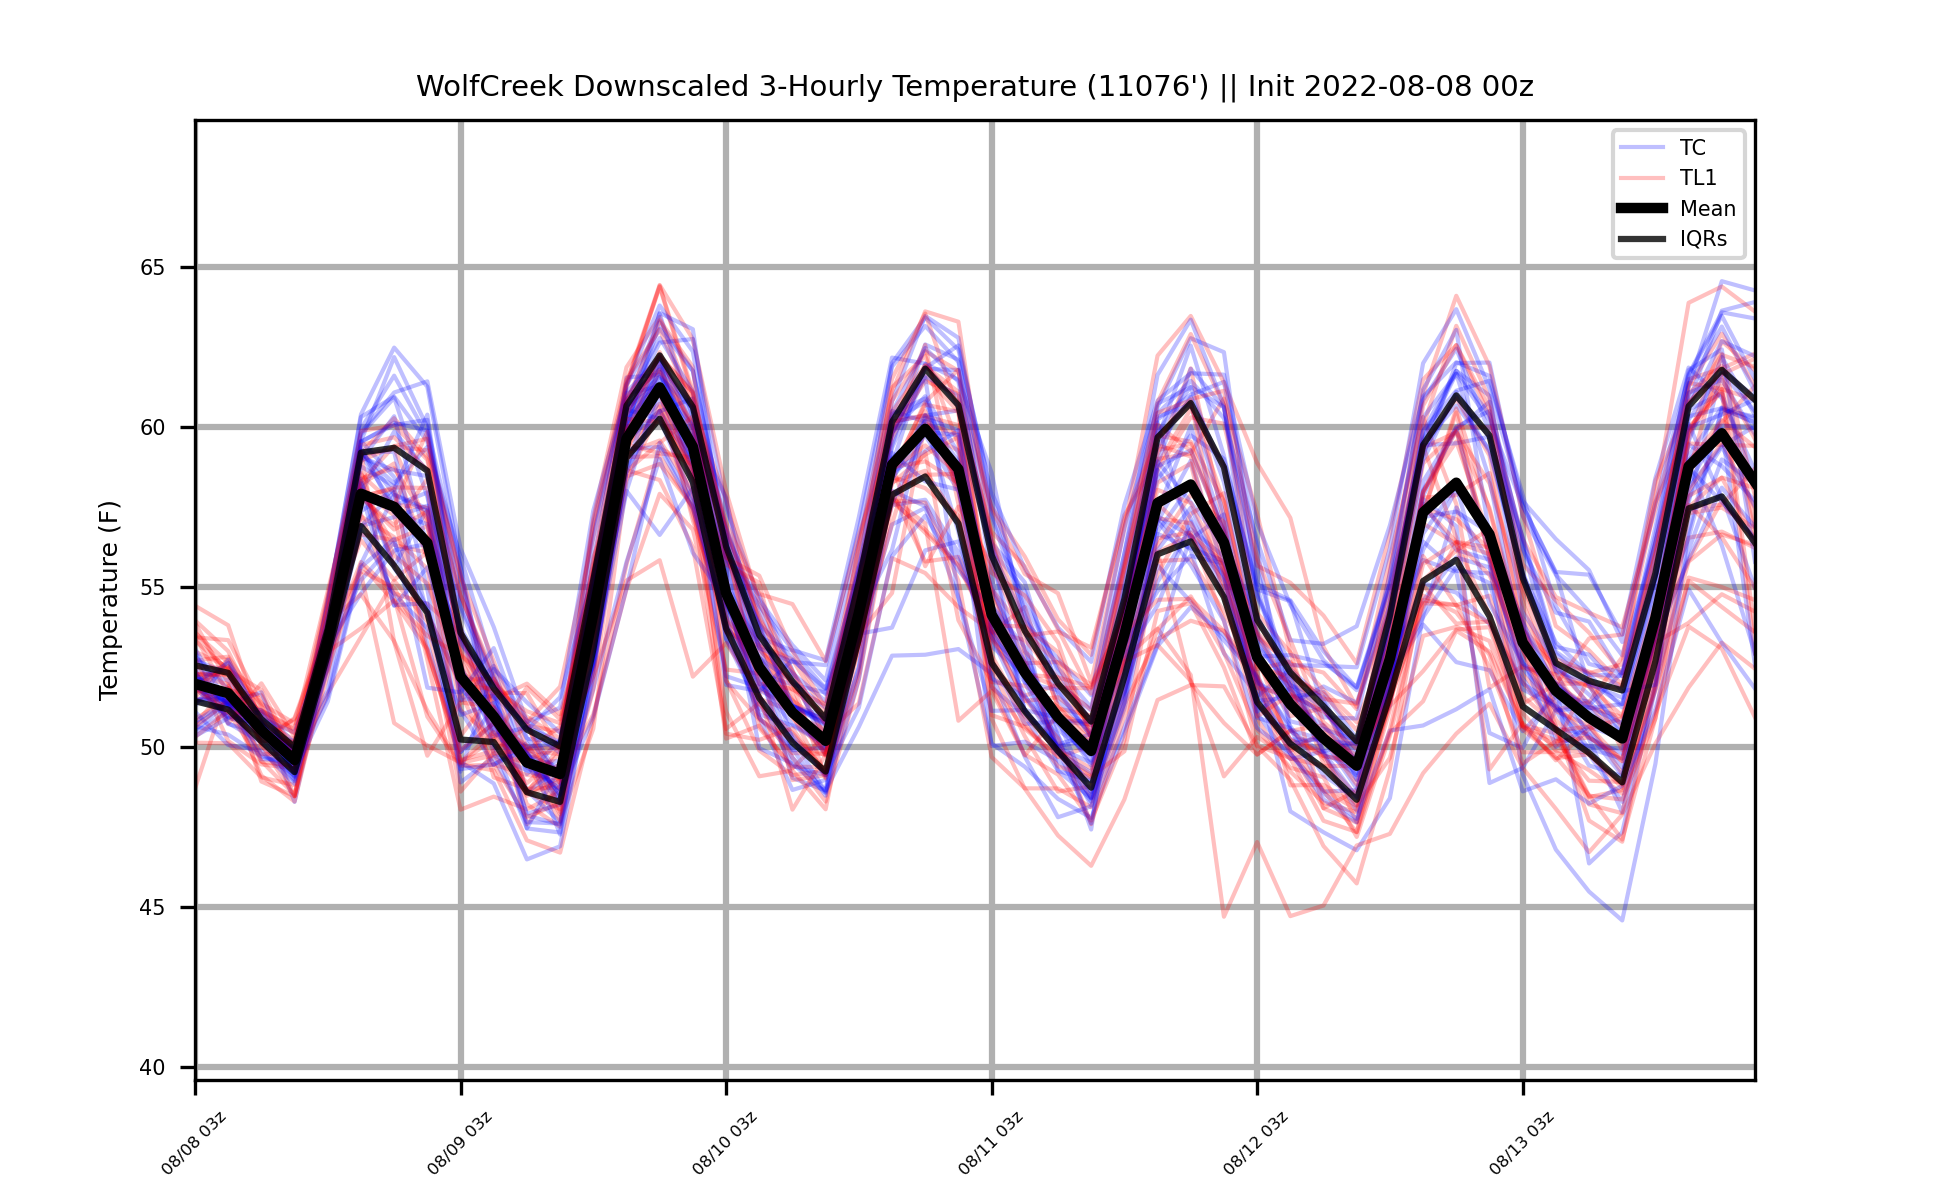 WolfCreek Downscaled 3-Hourly Temperature (11076') || Init 2022-08-08 00z
TC
TL1
Mean
IQRs
Temperature (F)
65
60
55
50
45
40
08/08 03z
08/09 03z
08/10 03z
08/11 03z
08/12 03z
08/13 03z